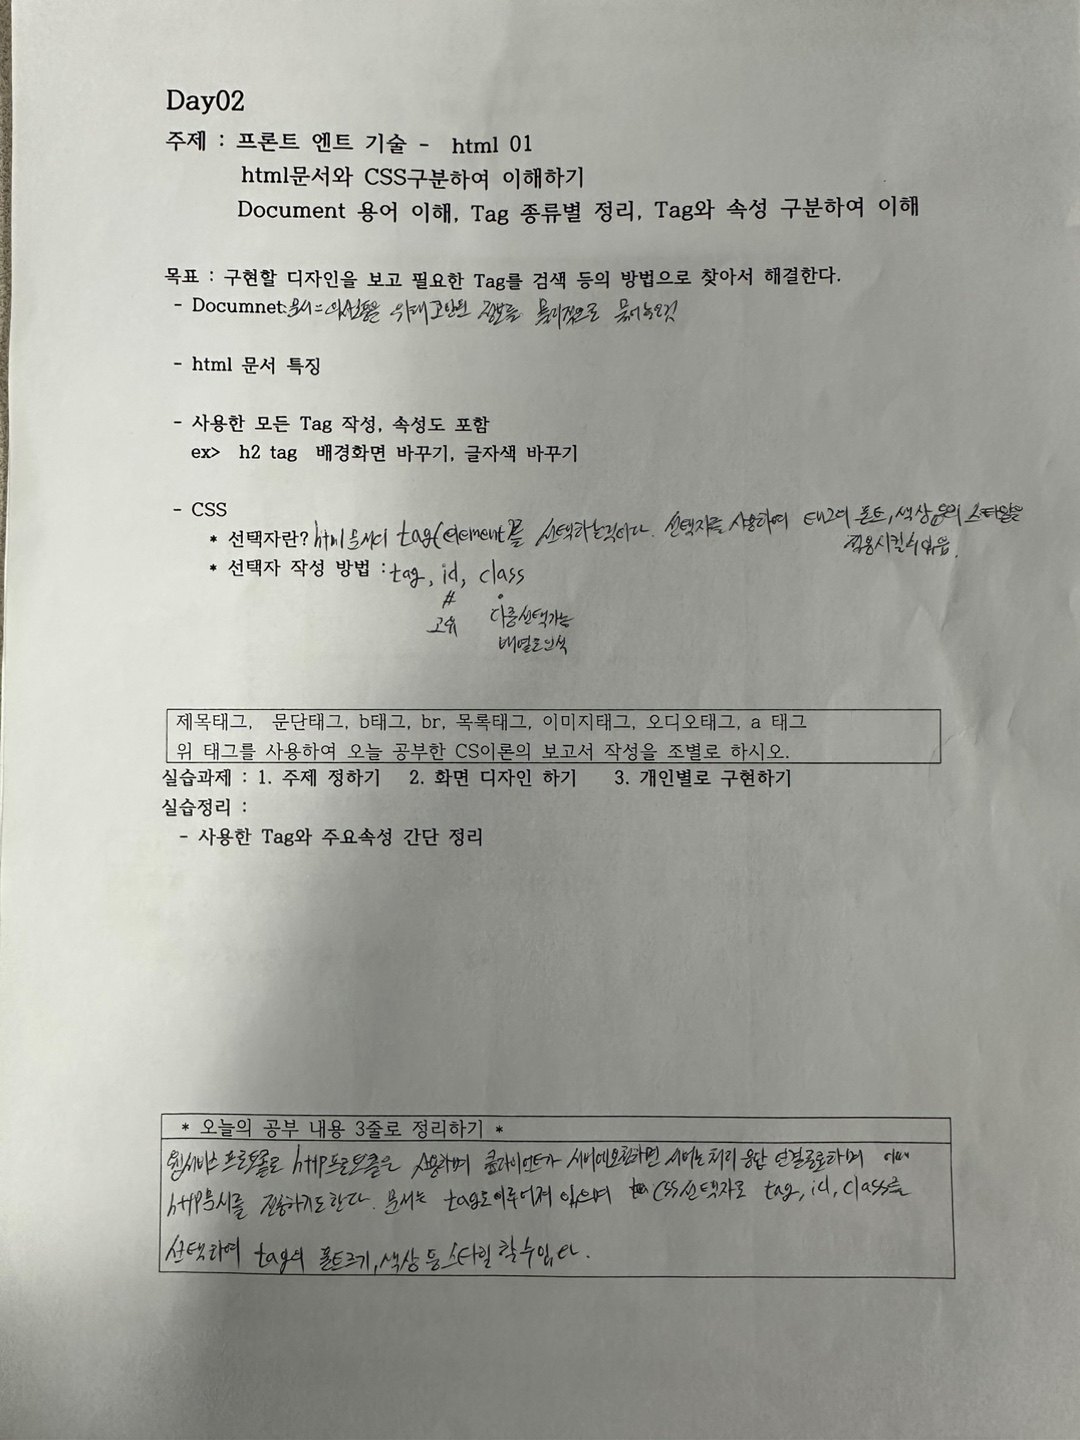 Day02
주제 : 프론트 엔트 기술 - html 01
html문서와 CSS구분하여 이해하기
Document 용어 이해, Tag 종류별 정리, Tag와 속성 구분하여 이해
목표 : 구현할 디자인을 보고 필요한 Tag를 검색 등의 방법으로 찾아서 해결한다.
- Documnet:문서=의사전달을 위해 고안된 정보를 물리적으로 묶어놓은것
- html 문서 특징
- 사용한 모든 Tag 작성, 속성도 포함
ex> h2 tag 배경화면 바꾸기, 글자색 바꾸기
- CSS
* 선택자란? html문서의 tag(element)를 선택하는것이다. 선택자를 사용하여 태그의 폰트, 색상 등의 스타일을
적용시킬수있음.
* 선택자 작성 방법 : tag, id, class
# .
고유 다중선택가능
배열로인식
제목태그, 문단태그, b태그, br, 목록태그, 이미지태그, 오디오태그, a 태그
위 태그를 사용하여 오늘 공부한 CS이론의 보고서 작성을 조별로 하시오.
실습과제 : 1. 주제 정하기 2. 화면 디자인 하기 3. 개인별로 구현하기
실습정리 :
- 사용한 Tag와 주요속성 간단 정리
* 오늘의 공부 내용 3줄로 정리하기 *
웹서비스 프로토콜로 http프로토콜은 사용하며 클라이언트가 서버에요청하면 서버는 처리 응답 연결종료하며 이때
http문서를 전송하기도한다. 문서는 tag로이루어져 있으며 CSS선택자로 tag, id, class를
선택하여 tag의 폰트크기, 색상 등 스타일 할수있다.